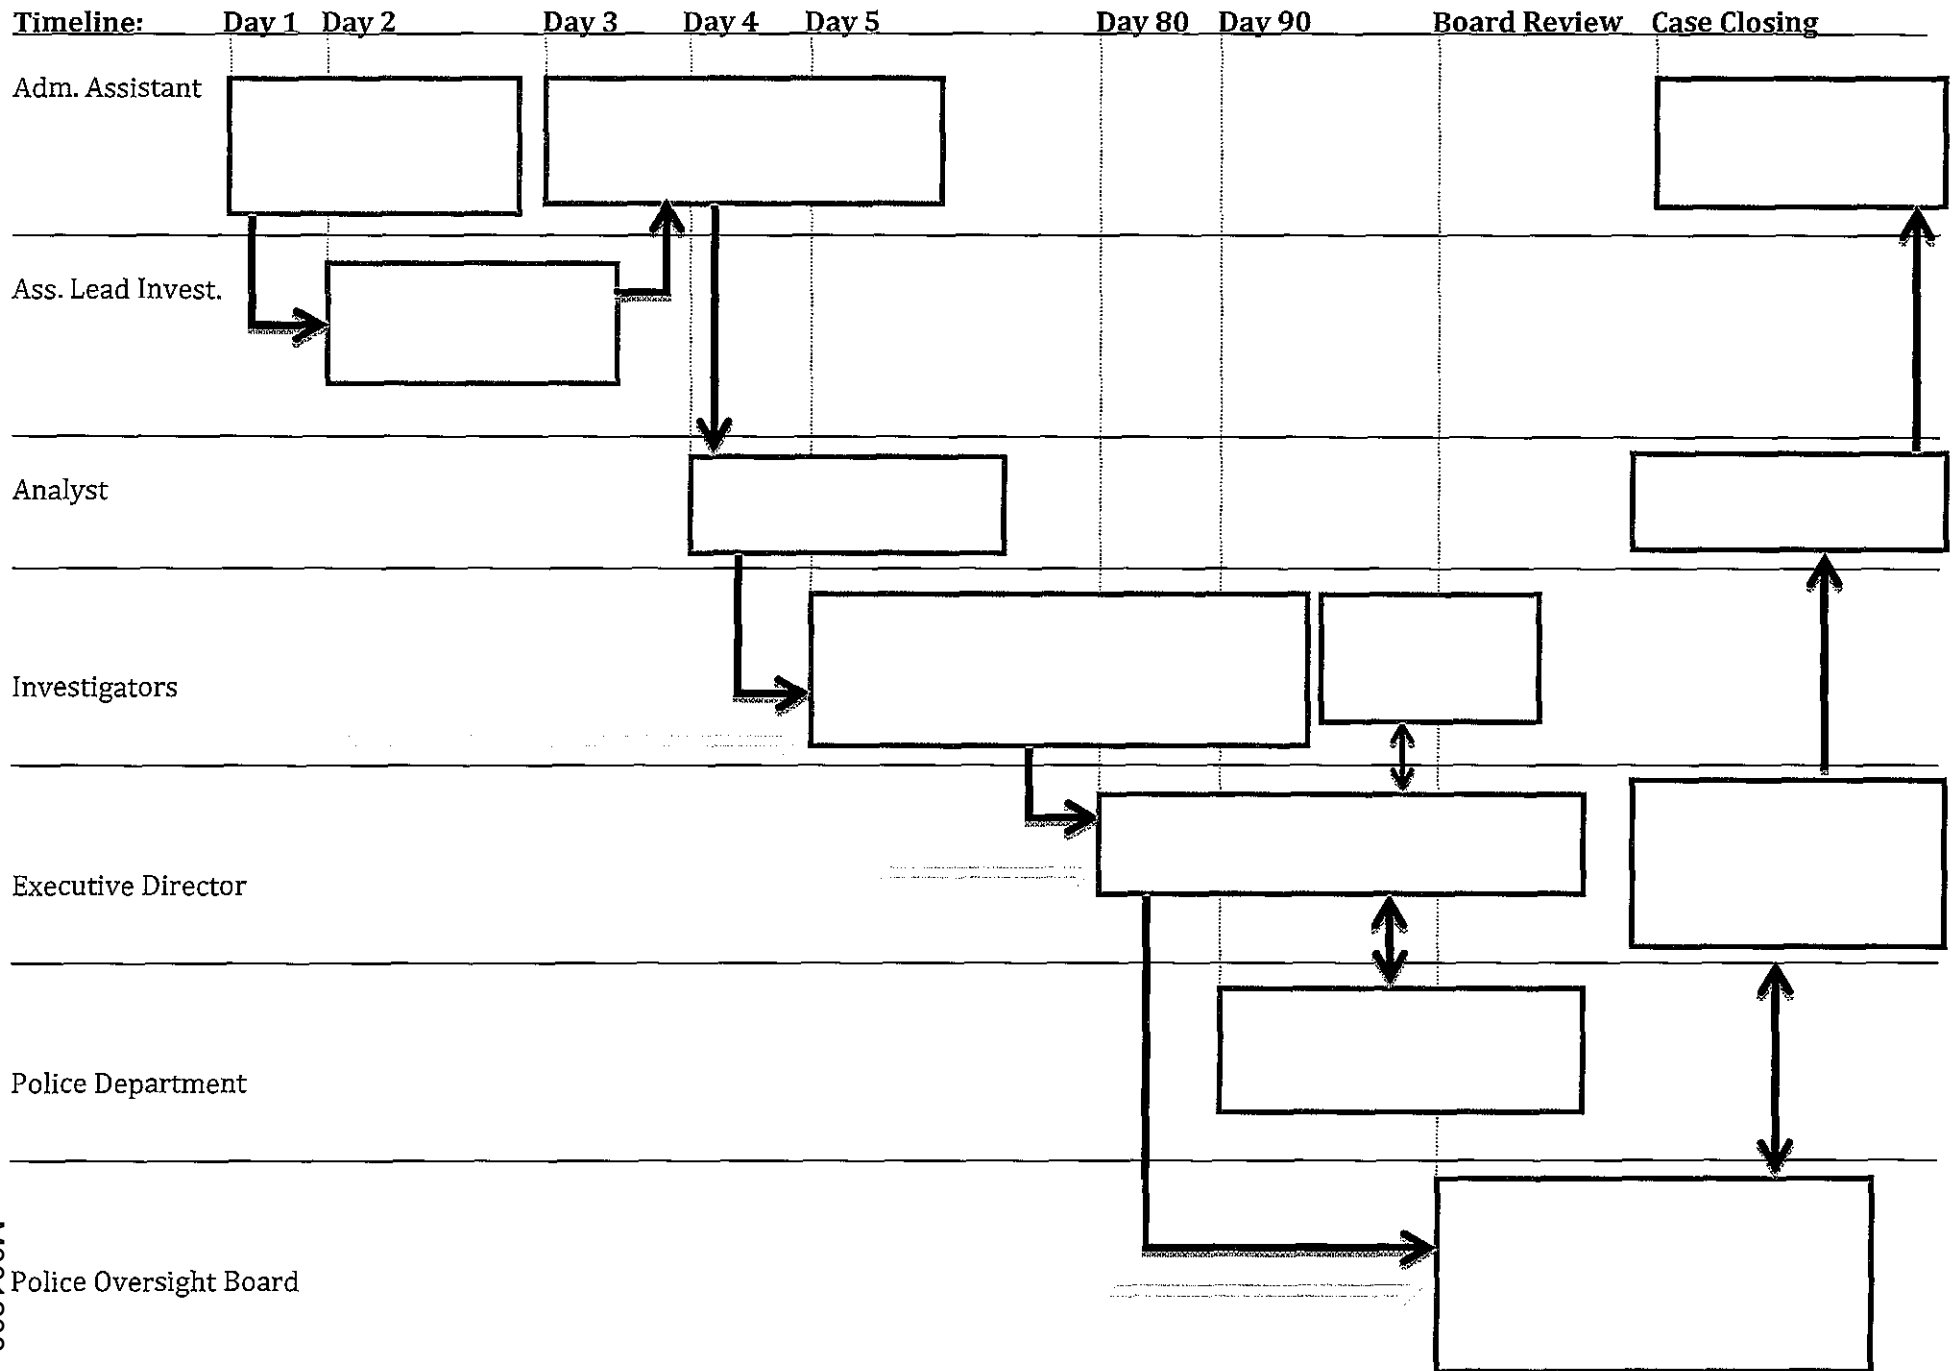 Timeline: Day 1 Day 2 Day 3 Day 4 Day 5 Day 80 Day 90 Board Review Case Closing
Adm. Assistant
Ass. Lead Invest.
Analyst
Investigators
Executive Director
Police Department
Police Oversight Board